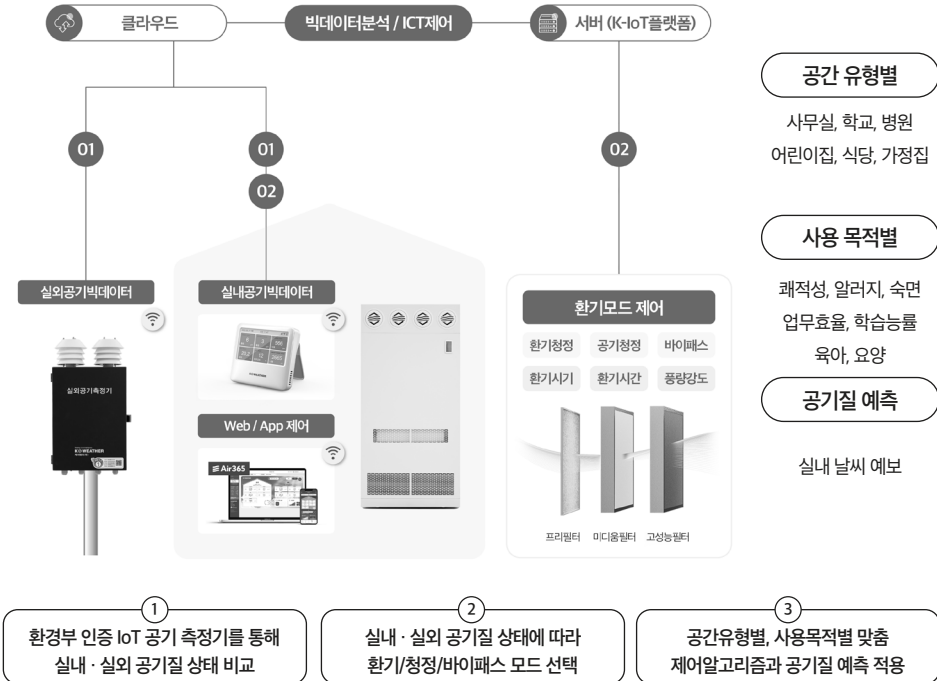 클라우드
빅데이터분석 / ICT제어
서버 (K-IoT플랫폼)
01
01
02
02
실외공기빅데이터
실외공기측정기
KWEATHER
실내공기빅데이터
Web / App 제어
Air365
환기모드 제어
환기청정 공기청정 바이패스
환기시기 환기시간 풍량강도
프리필터 미디움필터 고성능필터
공간 유형별
사무실, 학교, 병원
어린이집, 식당, 가정집
사용 목적별
쾌적성, 알러지, 숙면
업무효율, 학습능률
육아, 요양
공기질 예측
실내 날씨 예보
1
환경부 인증 IoT 공기 측정기를 통해
실내 · 실외 공기질 상태 비교
2
실내 · 실외 공기질 상태에 따라
환기/청정/바이패스 모드 선택
3
공간유형별, 사용목적별 맞춤
제어알고리즘과 공기질 예측 적용